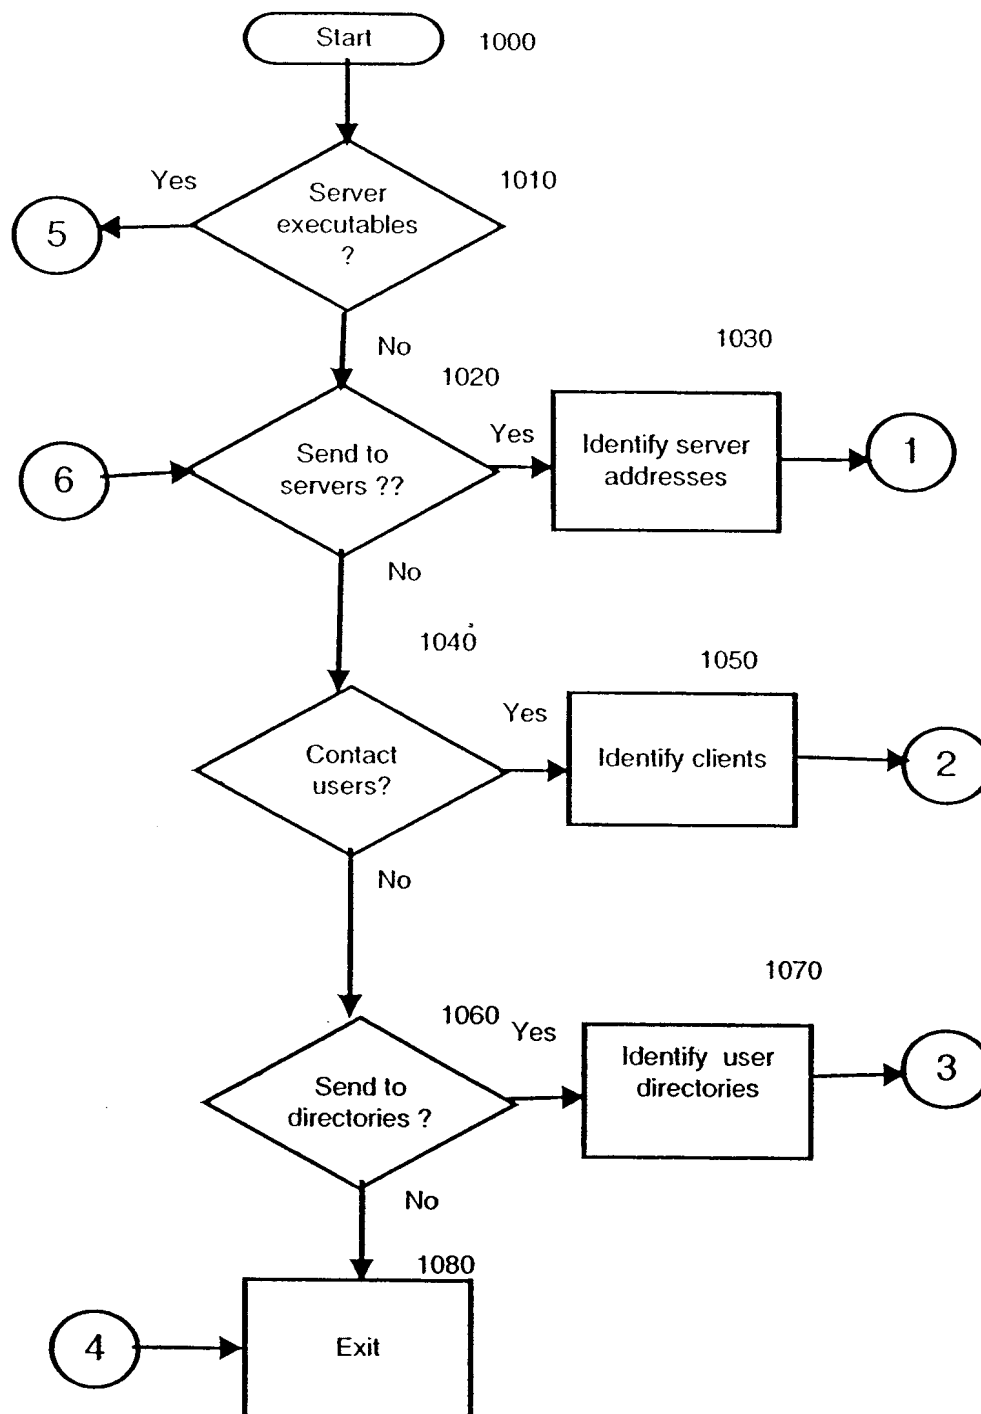 Start
1000
Yes
Server
executables
?
1010
5
No
1020
1030
6
Send to
servers ??
Yes
Identify server
addresses
1
No
1040
1050
Contact
users?
Yes
Identify clients
2
No
1060
1070
Send to
directories ?
Yes
Identify user
directories
3
No
1080
4
Exit